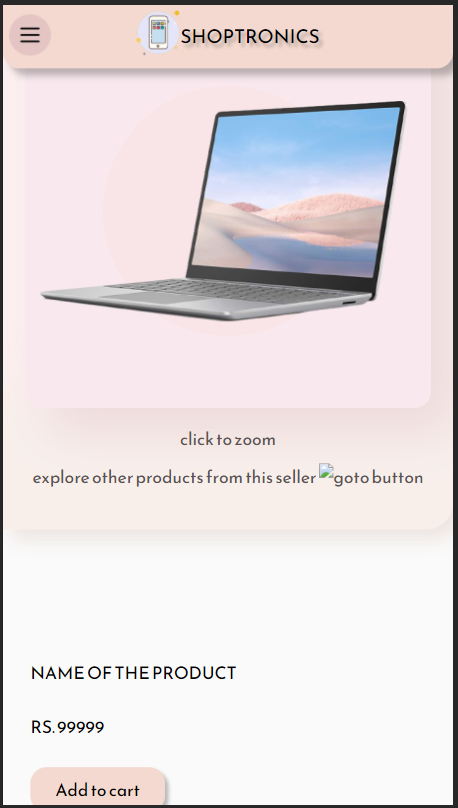 SHOPTRONICS
click to zoom
explore other products from this seller goto button
NAME OF THE PRODUCT
RS. 99999
Add to cart